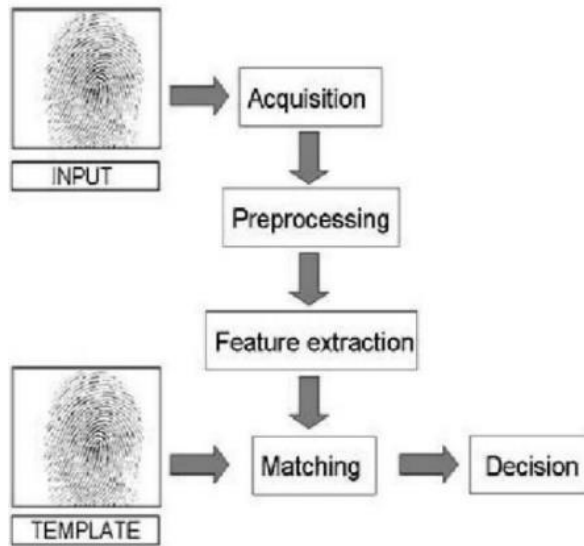 Acquisition
INPUT
Preprocessing
Feature extraction
Matching
Decision
TEMPLATE